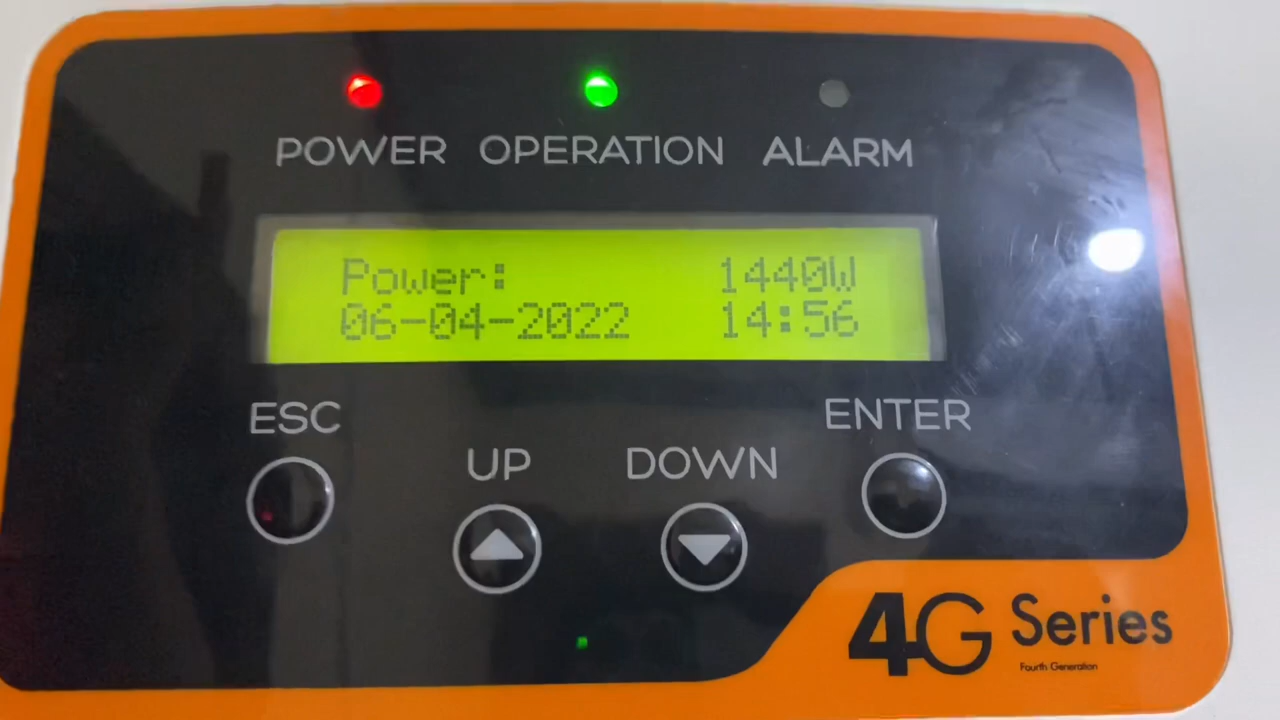 POWER OPERATION ALARM
Power: 1440W
06-04-2022 14:56
ESC
ENTER
UP
DOWN
4G Series
Fourth Generation